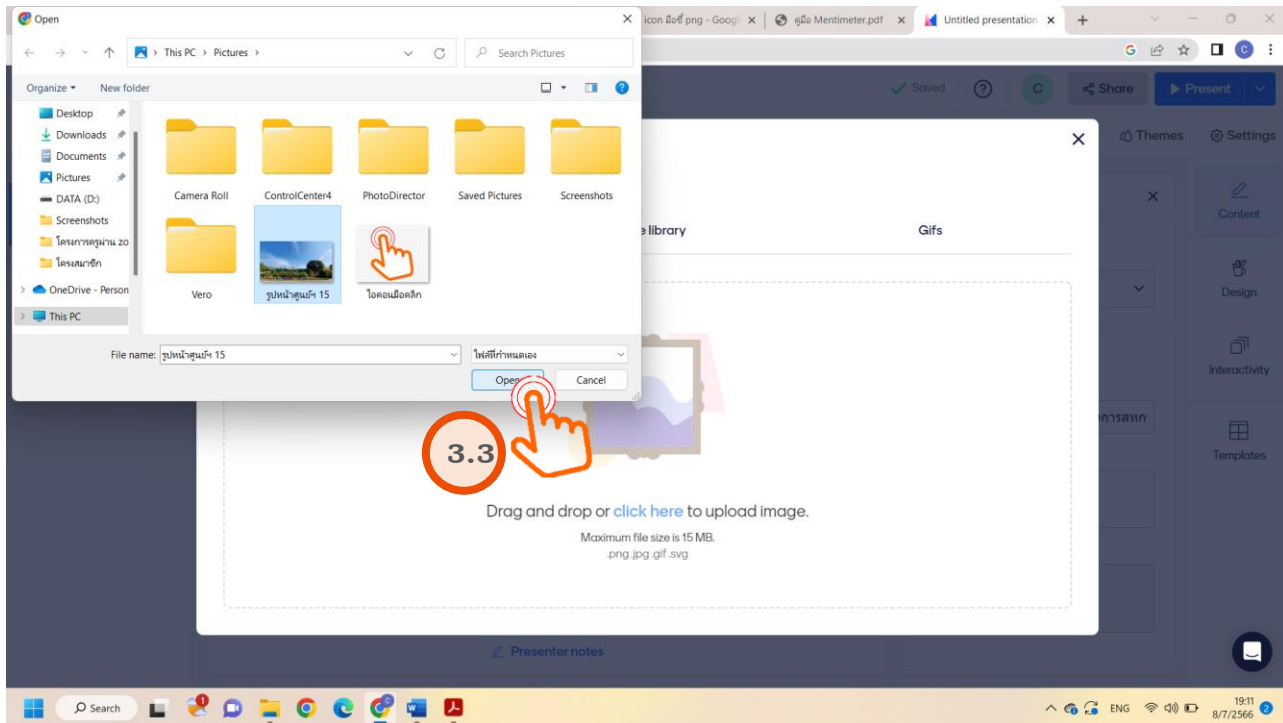 Open
icon มือชี้ png - Googl
คู่มือ Mentimeter.pdf
Untitled presentation
This PC > Pictures >
Search Pictures
Organize
New folder
Saved
C
Share
Present
Themes
Settings
Desktop
Downloads
Documents
Pictures
DATA (D:)
Screenshots
โครงการครูผ่าน zo
โครงสมาชิก
OneDrive - Person
This PC
Camera Roll
ControlCenter4
PhotoDirector
Saved Pictures
Screenshots
Vero
รูปหน้าศูนย์ฯ 15
ไอคอนมือคลิก
e library
Gifs
Content
Design
Interactivity
Templates
File name: รูปหน้าศูนย์ฯ 15
ไฟล์ที่กำหนดเอง
Open
Cancel
3.3
Drag and drop or click here to upload image.
Maximum file size is 15 MB.
.png .jpg .gif .svg
Presenter notes
Search
1
ENG
19:11
8/7/2566
2